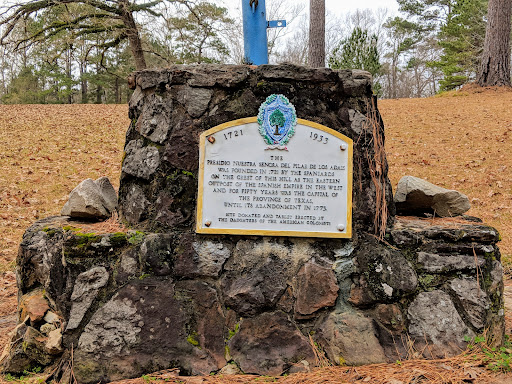 1721 1933
THE
PRESIDIO NUESTRA SEÑORA DEL PILAR DE LOS ADAES
WAS FOUNDED IN 1721 BY THE SPANIARDS
ON THE CREST OF THIS HILL AS THE EASTERN
OUTPOST OF THE SPANISH EMPIRE IN THE WEST
AND FOR FIFTY YEARS WAS THE CAPITAL OF
THE PROVINCE OF TEXAS,
UNTIL ITS ABANDONMENT IN 1773.
SITE DONATED AND TABLET ERECTED BY
THE DAUGHTERS OF THE AMERICAN COLONISTS